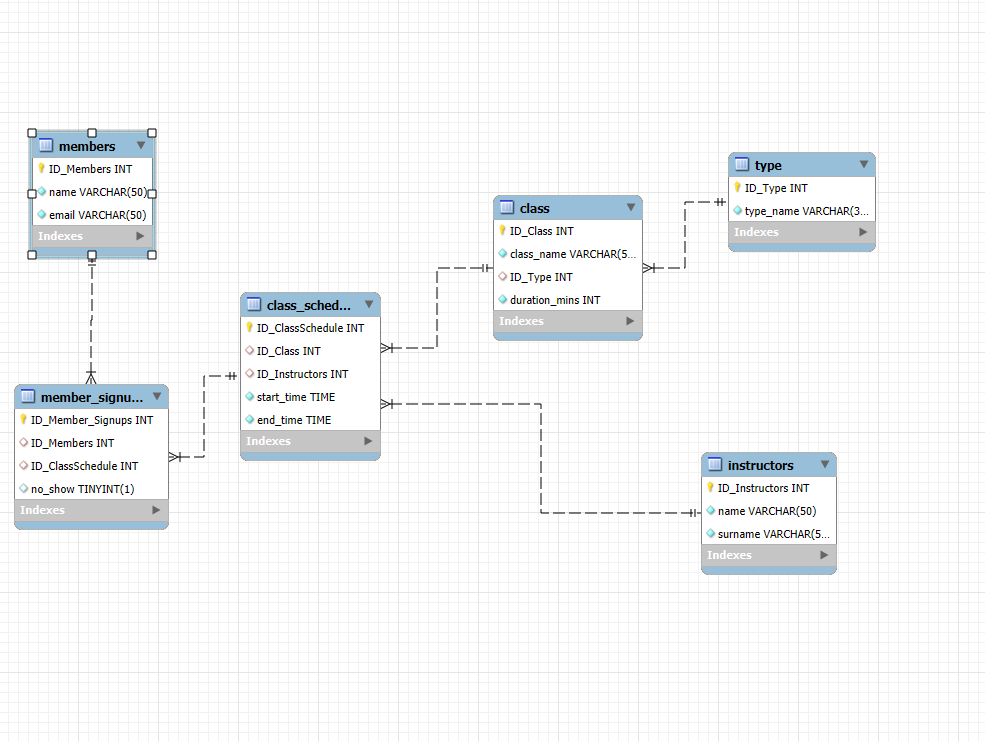 members
ID_Members INT
name VARCHAR(50)
email VARCHAR(50)
Indexes
member_signu...
ID_Member_Signups INT
ID_Members INT
ID_ClassSchedule INT
no_show TINYINT(1)
Indexes
class_sched...
ID_ClassSchedule INT
ID_Class INT
ID_Instructors INT
start_time TIME
end_time TIME
Indexes
class
ID_Class INT
class_name VARCHAR(5...
ID_Type INT
duration_mins INT
Indexes
type
ID_Type INT
type_name VARCHAR(3...
Indexes
instructors
ID_Instructors INT
name VARCHAR(50)
surname VARCHAR(5...
Indexes